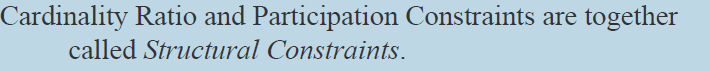 Cardinality Ratio and Participation Constraints are together
called Structural Constraints.